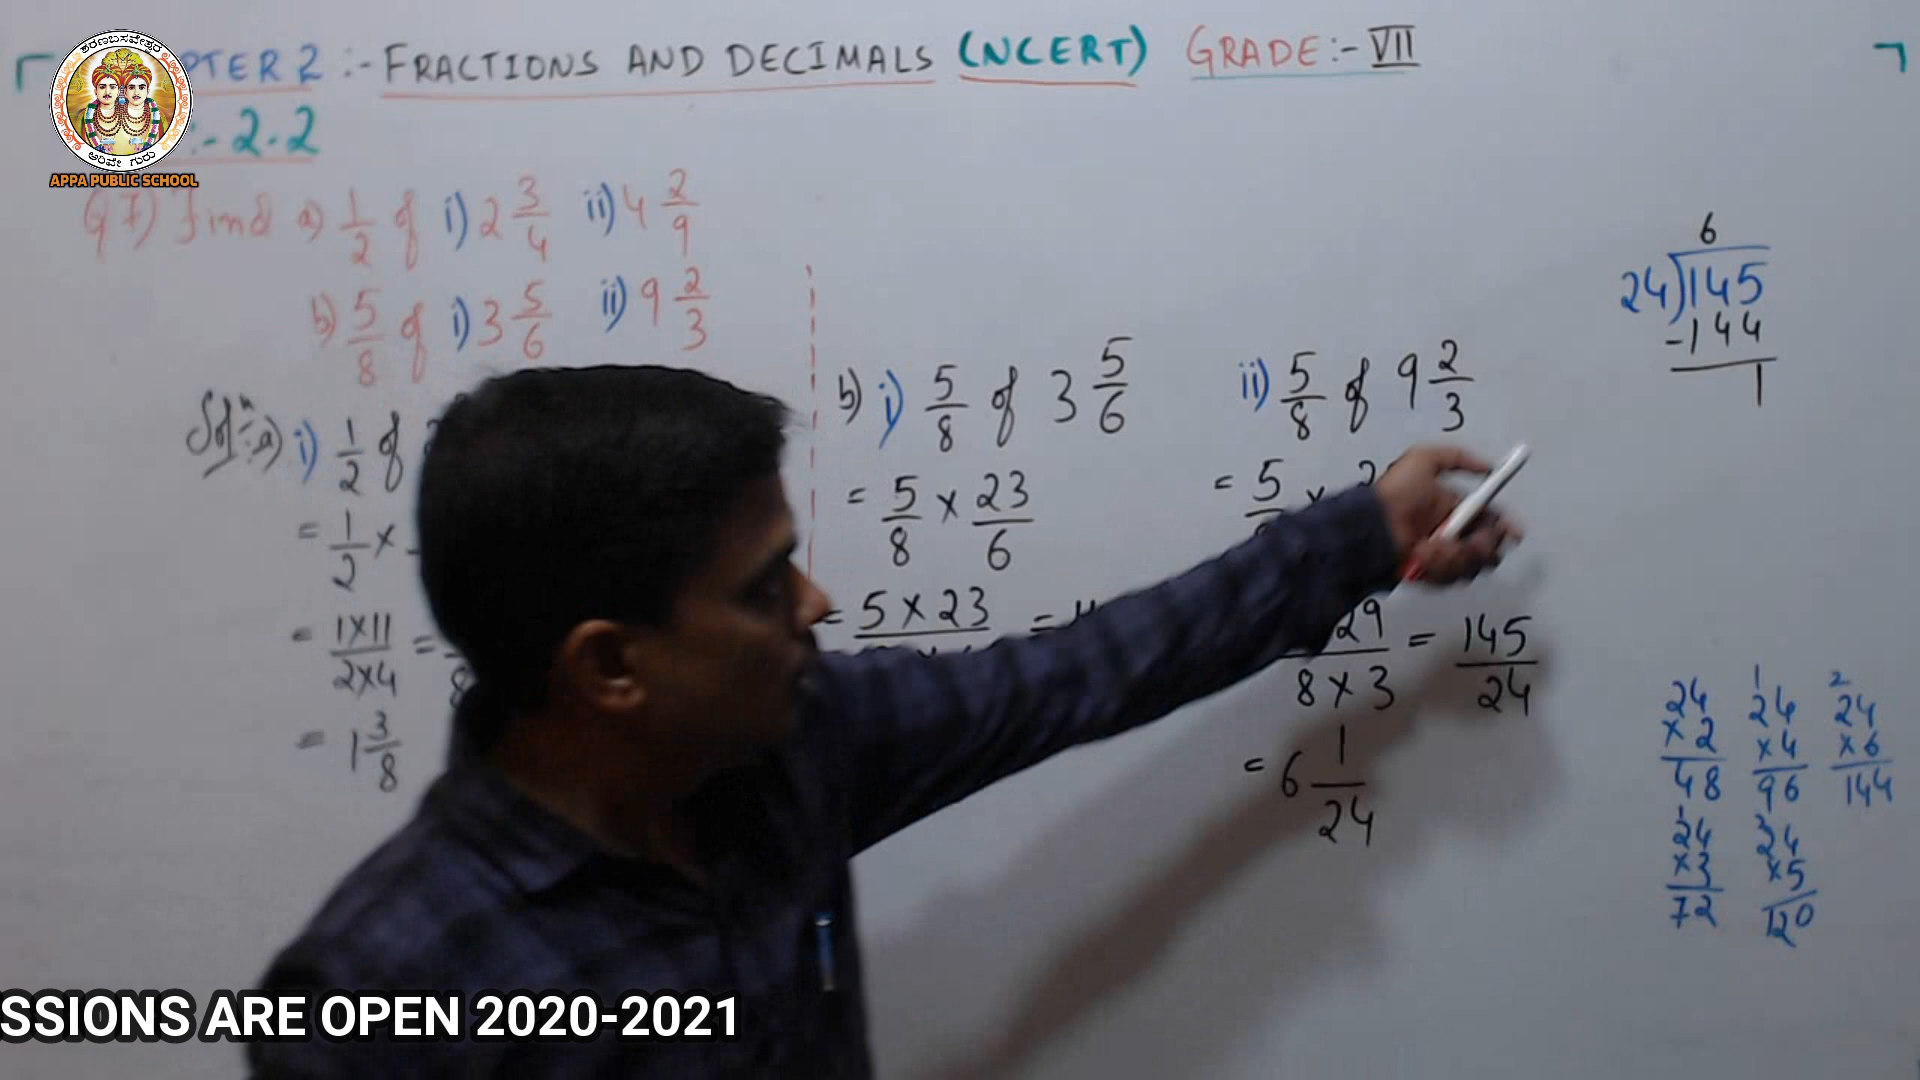 PTER 2 :- FRACTIONS AND DECIMALS (NCERT) GRADE:- VII
:- 2.2
ಶರಣಬಸವೇಶ್ವರ
ಅರಿವೇ ಗುರು
APPA PUBLIC SCHOOL
Q7) Find a) 1/2 of i) 2 3/4 ii) 4 2/9
b) 5/8 of i) 3 5/6 ii) 9 2/3
Solⁿ:- a) i) 1/2 of
= 1/2 ×
= 1×11/2×4 =
= 1 3/8
b) i) 5/8 of 3 5/6
= 5/8 × 23/6
= 5 × 23
ii) 5/8 of 9 2/3
= 5 ×
29/8 × 3 = 145/24
= 6 1/24
6
24)145
-144
1
24 ×2 48
24 ×4 96
24 ×6 144
24 ×3 72
24 ×5 120
SSIONS ARE OPEN 2020-2021